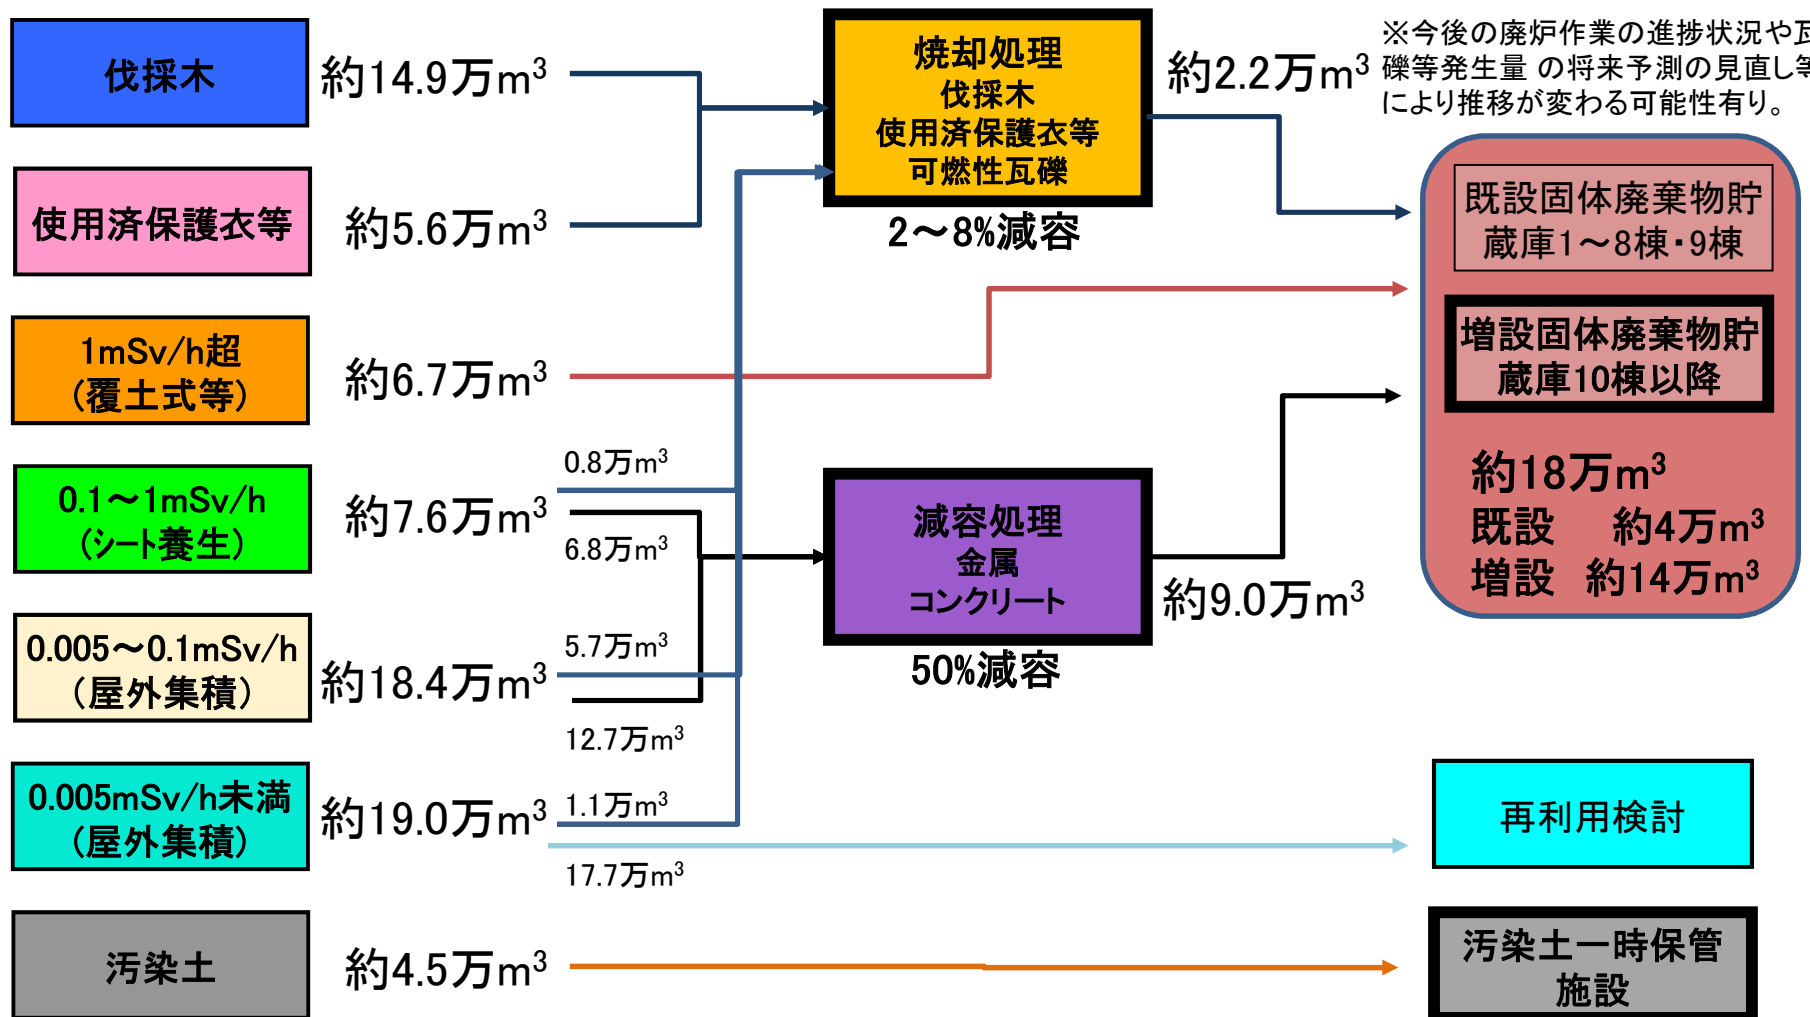 伐採木
約14.9万m³
使用済保護衣等
約5.6万m³
1mSv/h超
(覆土式等)
約6.7万m³
0.1～1mSv/h
(シート養生)
約7.6万m³
0.8万m³
6.8万m³
0.005～0.1mSv/h
(屋外集積)
約18.4万m³
5.7万m³
12.7万m³
0.005mSv/h未満
(屋外集積)
約19.0万m³
1.1万m³
17.7万m³
汚染土
約4.5万m³
焼却処理
伐採木
使用済保護衣等
可燃性瓦礫
2～8%減容
約2.2万m³
減容処理
金属
コンクリート
50%減容
約9.0万m³
※今後の廃炉作業の進捗状況や瓦
礫等発生量 の将来予測の見直し等
により推移が変わる可能性有り。
既設固体廃棄物貯
蔵庫1～8棟・9棟
増設固体廃棄物貯
蔵庫10棟以降
約18万m³
既設 約4万m³
増設 約14万m³
再利用検討
汚染土一時保管
施設